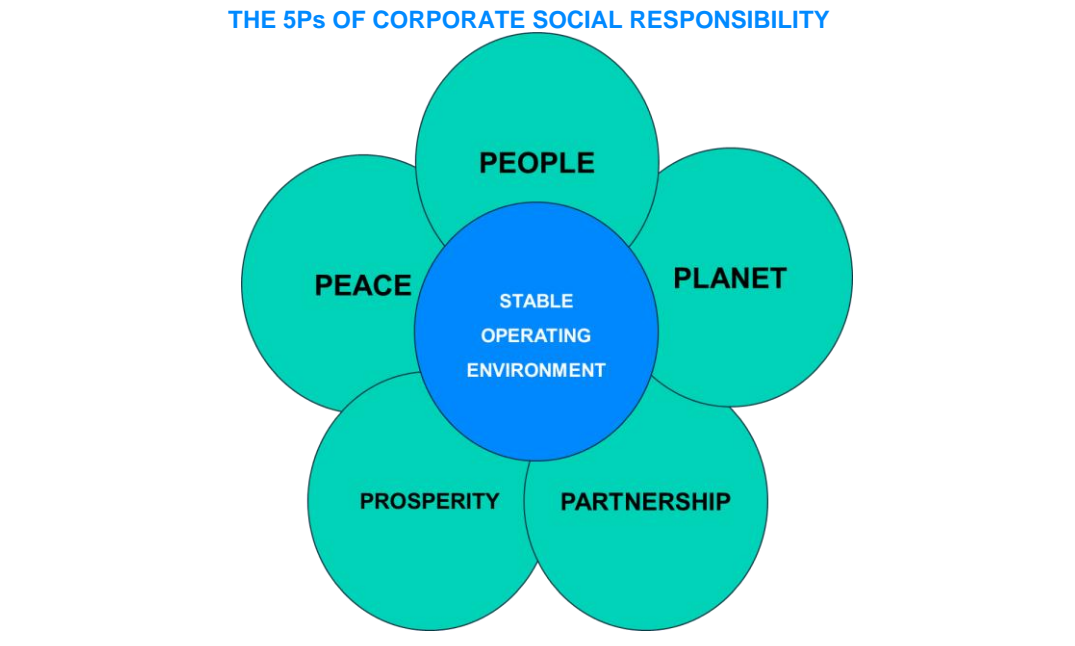 THE 5Ps OF CORPORATE SOCIAL RESPONSIBILITY
PEOPLE
PEACE
PLANET
STABLE
OPERATING
ENVIRONMENT
PROSPERITY
PARTNERSHIP